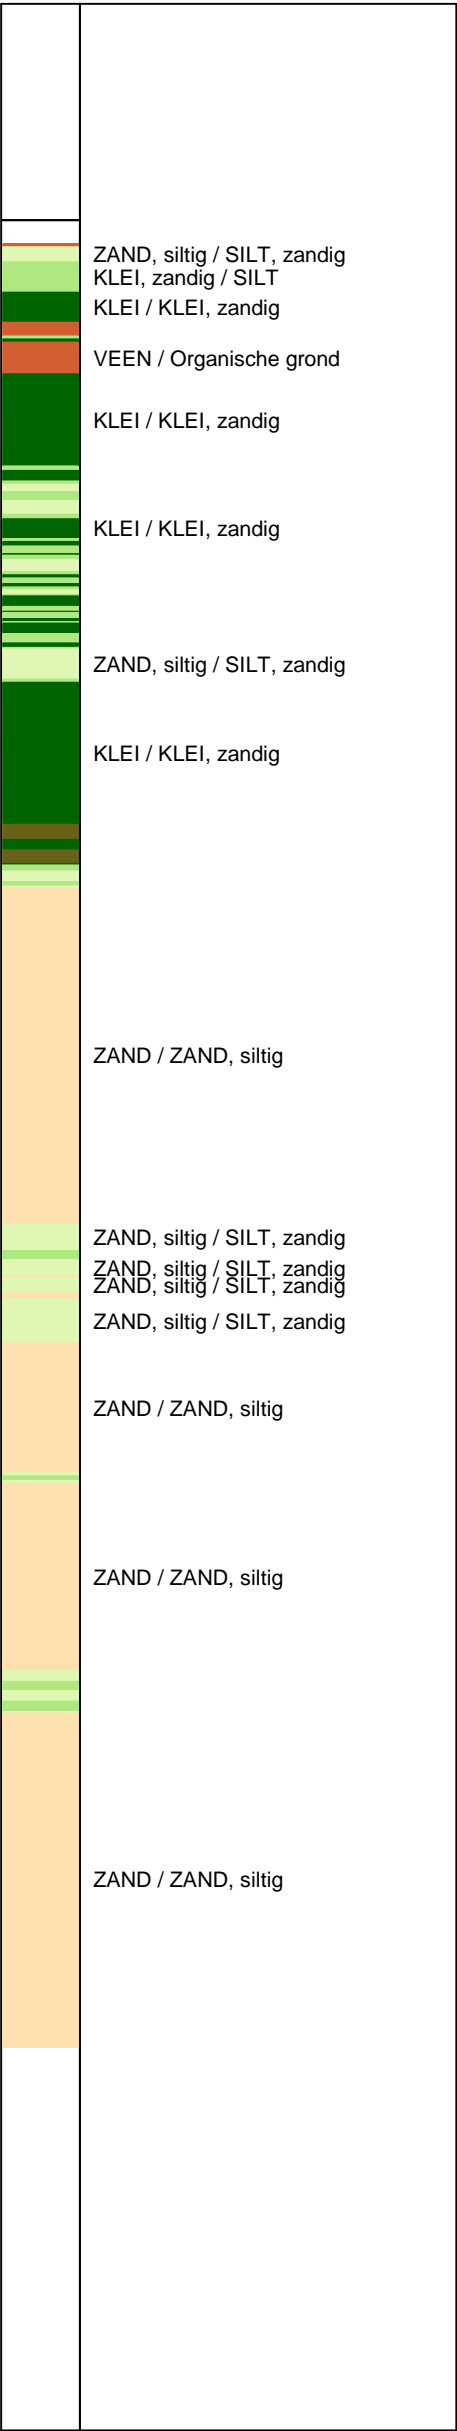 ZAND, siltig / SILT, zandig
KLEI, zandig / SILT
KLEI / KLEI, zandig
VEEN / Organische grond
KLEI / KLEI, zandig
KLEI / KLEI, zandig
ZAND, siltig / SILT, zandig
KLEI / KLEI, zandig
ZAND / ZAND, siltig
ZAND, siltig / SILT, zandig
ZAND, siltig / SILT, zandig
ZAND, siltig / SILT, zandig
ZAND, siltig / SILT, zandig
ZAND / ZAND, siltig
ZAND / ZAND, siltig
ZAND / ZAND, siltig